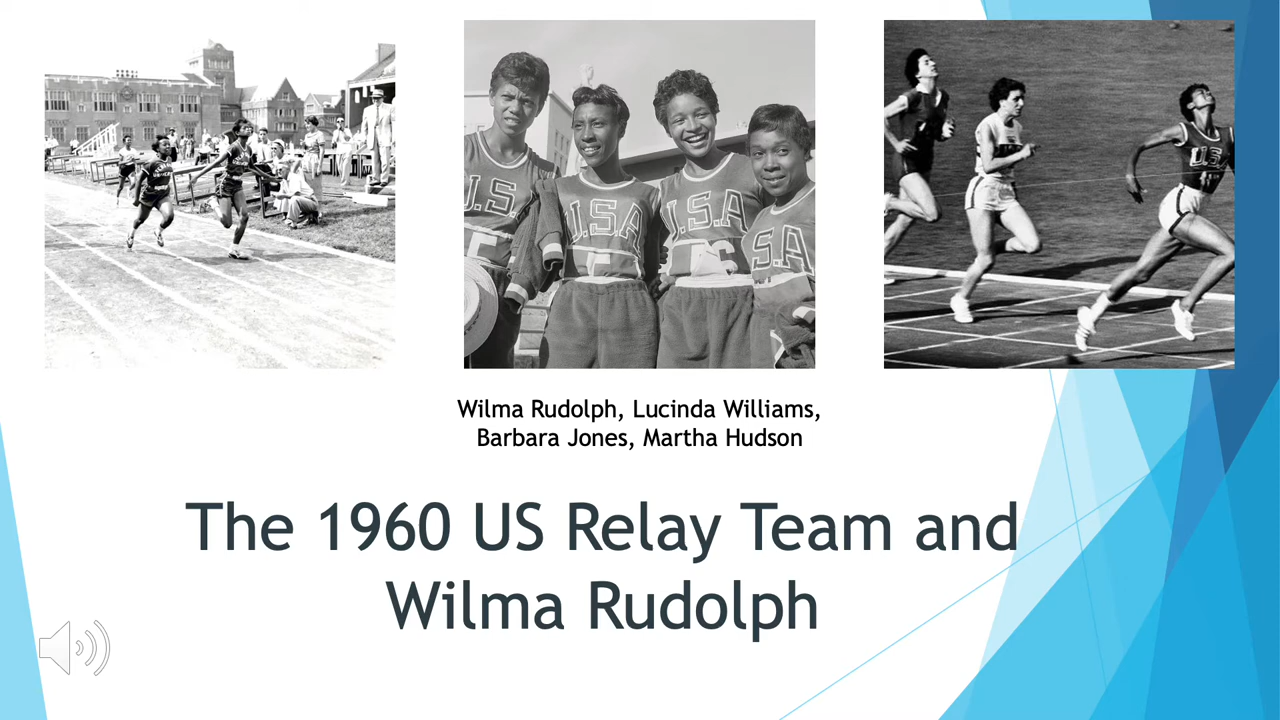 U.S.
U.S.A
U.S.A
S.A
U.S.
Wilma Rudolph, Lucinda Williams,
Barbara Jones, Martha Hudson
The 1960 US Relay Team and
Wilma Rudolph